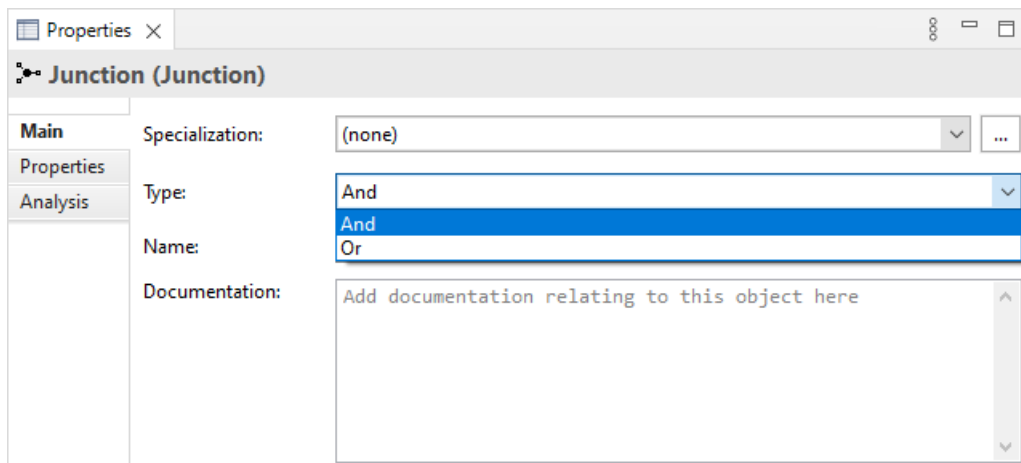 Properties
Junction (Junction)
Main
Specialization:
(none)
...
Properties
Type:
And
Analysis
And
Name:
Or
Documentation:
Add documentation relating to this object here